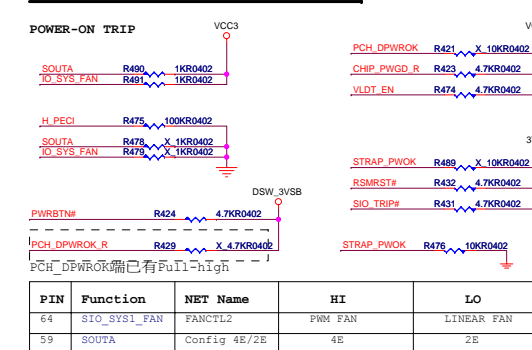 POWER-ON TRIP
VCC3
SOUTA R490 1KR0402
IO_SYS_FAN R491 1KR0402
H_PECI R475 100KR0402
SOUTA R478 X_1KR0402
IO_SYS_FAN R479 X_1KR0402
DSW_3VSB
PWRBTN# R424 4.7KR0402
PCH_DPWROK_R R429 X_4.7KR0402
PCH_DPWROK端已有Pull-high
PCH_DPWROK R421 X_10KR0402
CHIP_PWGD_R R423 4.7KR0402
VLDT_EN R474 4.7KR0402
STRAP_PWOK R489 X_10KR0402
RSMRST# R432 4.7KR0402
SIO_TRIP# R431 4.7KR0402
STRAP_PWOK R476 10KR0402
PIN Function NET Name HI LO
64 SIO_SYS1_FAN FANCTL2 PWM FAN LINEAR FAN
59 SOUTA Config 4E/2E 4E 2E